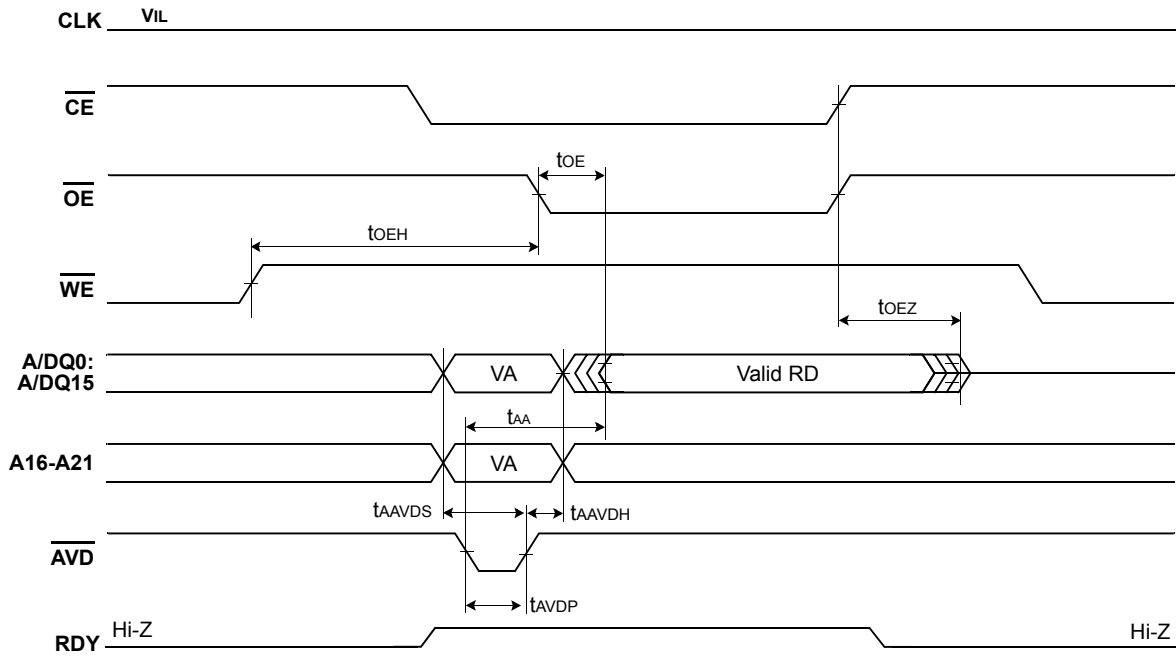 CLK VIL
CE
OE
tOE
tOEH
WE
tOEZ
A/DQ0:
A/DQ15
VA
Valid RD
tAA
A16-A21
VA
tAAVDS
tAAVDH
AVD
tAVDP
RDY Hi-Z
Hi-Z